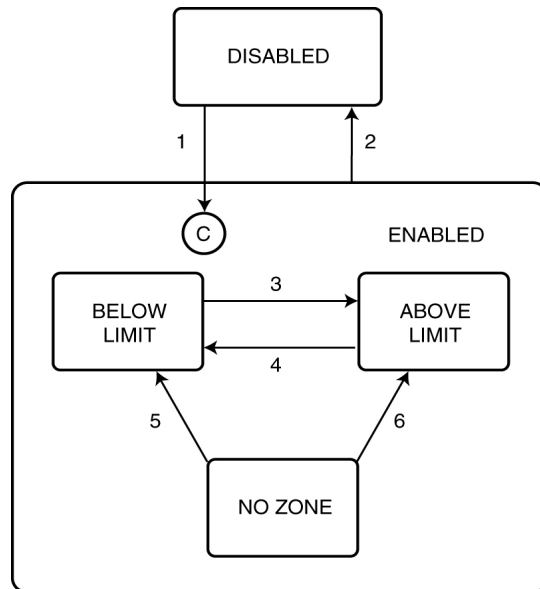 DISABLED
1
2
C
ENABLED
BELOW
LIMIT
3
ABOVE
LIMIT
4
5
6
NO ZONE